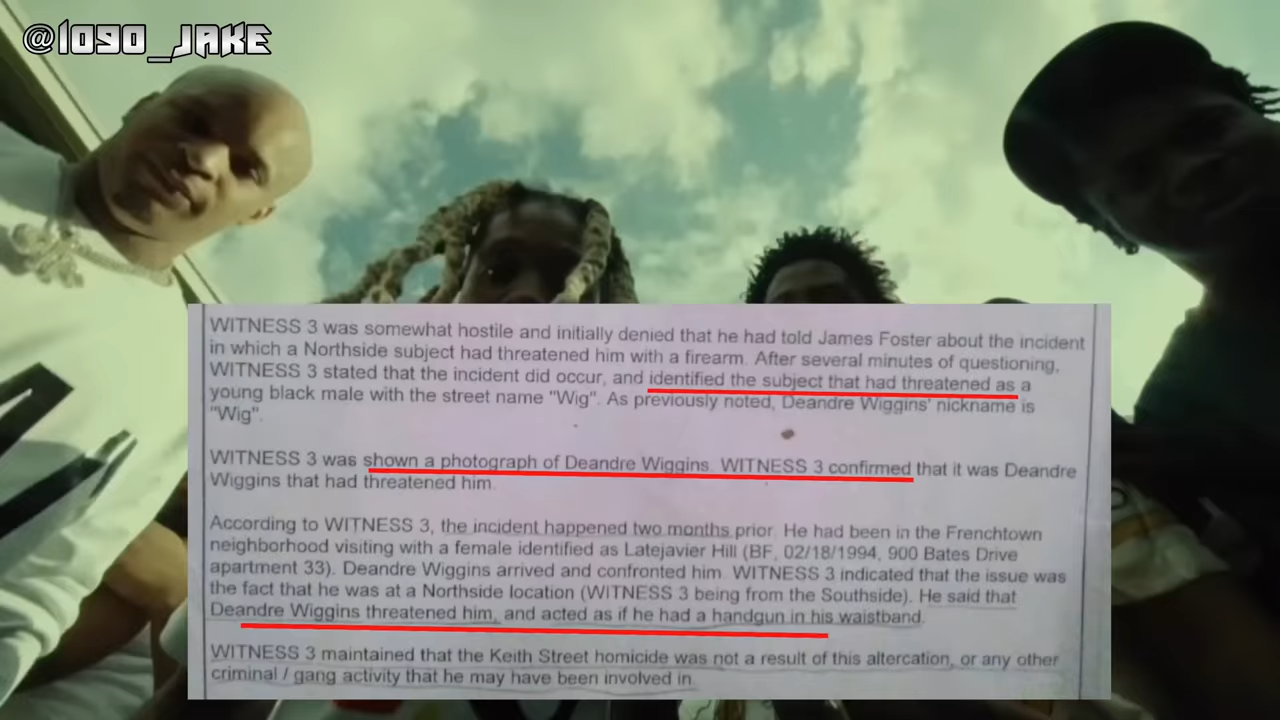 @1090_JAKE
WITNESS 3 was somewhat hostile and initially denied that he had told James Foster about the incident
in which a Northside subject had threatened him with a firearm. After several minutes of questioning,
WITNESS 3 stated that the incident did occur, and identified the subject that had threatened as a
young black male with the street name "Wig". As previously noted, Deandre Wiggins' nickname is
"Wig".
WITNESS 3 was shown a photograph of Deandre Wiggins. WITNESS 3 confirmed that it was Deandre
Wiggins that had threatened him.
According to WITNESS 3, the incident happened two months prior. He had been in the Frenchtown
neighborhood visiting with a female identified as Latejavier Hill (BF, 02/18/1994, 900 Bates Drive
apartment 33). Deandre Wiggins arrived and confronted him. WITNESS 3 indicated that the issue was
the fact that he was at a Northside location (WITNESS 3 being from the Southside). He said that
Deandre Wiggins threatened him, and acted as if he had a handgun in his waistband.
WITNESS 3 maintained that the Keith Street homicide was not a result of this altercation, or any other
criminal / gang activity that he may have been involved in.